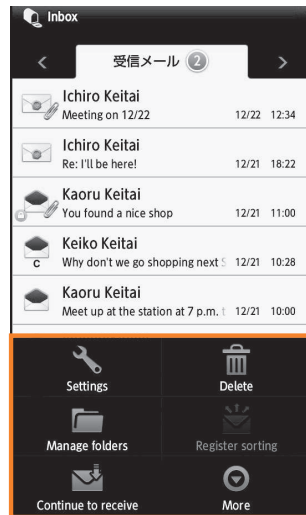 Inbox
< 受信メール 2 >
Ichiro Keitai
Meeting on 12/22 12/22 12:34
Ichiro Keitai
Re: I'll be here! 12/21 18:22
Kaoru Keitai
You found a nice shop 12/21 11:00
Keiko Keitai
C Why don't we go shopping next S 12/21 10:28
Kaoru Keitai
Meet up at the station at 7 p.m. t 12/21 10:00
Settings Delete
Manage folders Register sorting
Continue to receive More